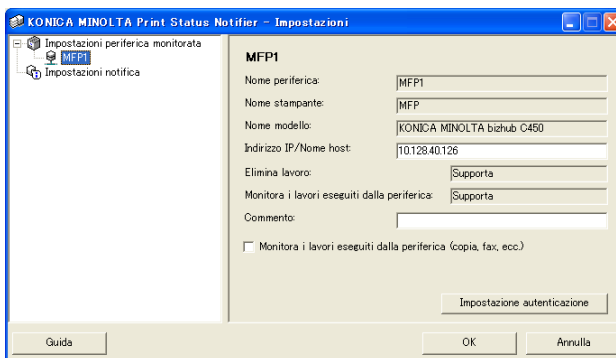 KONICA MINOLTA Print Status Notifier - Impostazioni
Impostazioni periferica monitorata
MFP1
Impostazioni notifica
MFP1
Nome periferica: MFP1
Nome stampante: MFP
Nome modello: KONICA MINOLTA bizhub C450
Indirizzo IP/Nome host: 10.128.40.126
Elimina lavoro: Supporta
Monitora i lavori eseguiti dalla periferica: Supporta
Commento:
Monitora i lavori eseguiti dalla periferica (copia, fax, ecc.)
Impostazione autenticazione
Guida OK Annulla